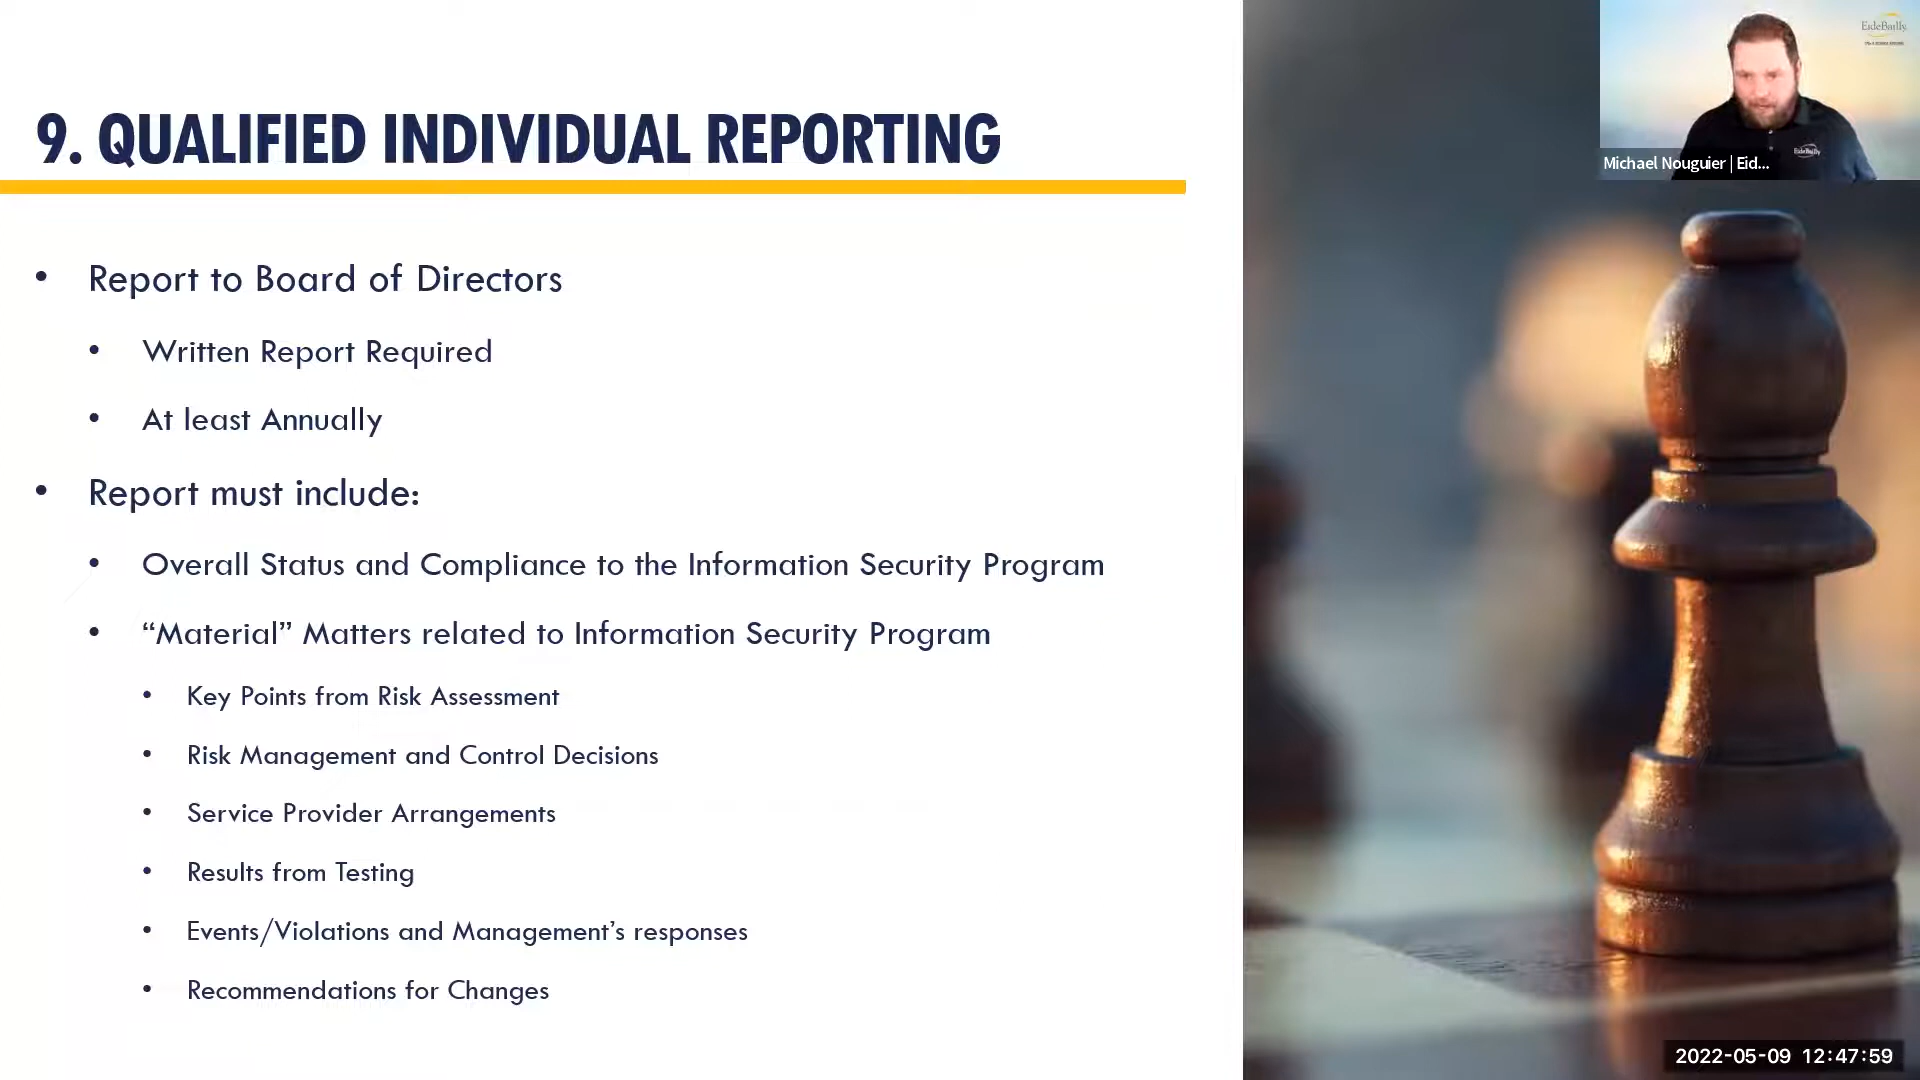 9. QUALIFIED INDIVIDUAL REPORTING
• Report to Board of Directors
• Written Report Required
• At least Annually
• Report must include:
• Overall Status and Compliance to the Information Security Program
• “Material” Matters related to Information Security Program
• Key Points from Risk Assessment
• Risk Management and Control Decisions
• Service Provider Arrangements
• Results from Testing
• Events/Violations and Management’s responses
• Recommendations for Changes
EideBailly
EideBailly
Michael Nouguier | Eid...
2022-05-09 12:47:59